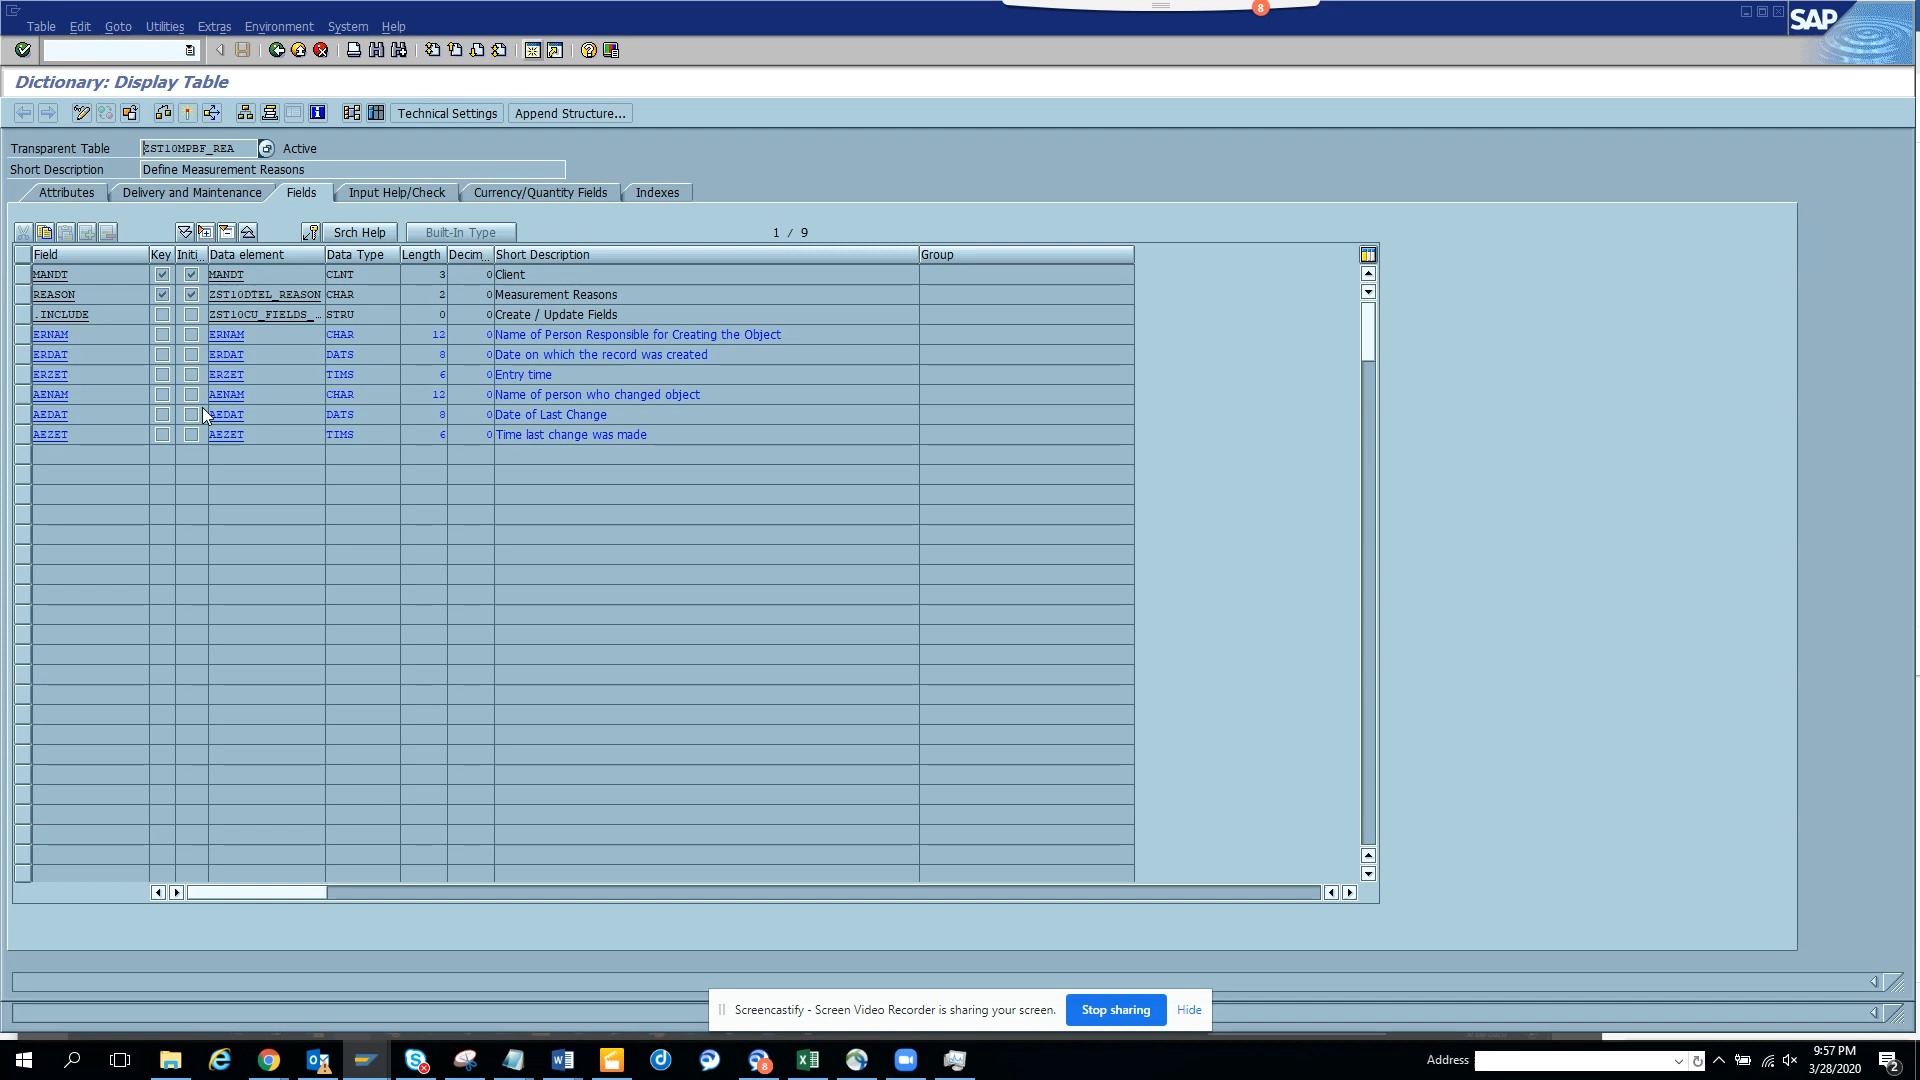 8
Table Edit Goto Utilities Extras Environment System Help
SAP
Dictionary: Display Table
Technical Settings Append Structure...
Transparent Table ZST10MPBF_REA Active
Short Description Define Measurement Reasons
Attributes Delivery and Maintenance Fields Input Help/Check Currency/Quantity Fields Indexes
Srch Help Built-In Type 1 / 9
Field Key Initi... Data element Data Type Length Decim... Short Description Group
MANDT MANDT CLNT 3 0 Client
REASON ZST10DTEL_REASON CHAR 2 0 Measurement Reasons
.INCLUDE ZST10CU_FIELDS_... STRU 0 0 Create / Update Fields
ERNAM ERNAM CHAR 12 0 Name of Person Responsible for Creating the Object
ERDAT ERDAT DATS 8 0 Date on which the record was created
ERZET ERZET TIMS 6 0 Entry time
AENAM AENAM CHAR 12 0 Name of person who changed object
AEDAT AEDAT DATS 8 0 Date of Last Change
AEZET AEZET TIMS 6 0 Time last change was made
Screencastify - Screen Video Recorder is sharing your screen. Stop sharing Hide
8
Address
9:57 PM
3/28/2020
2